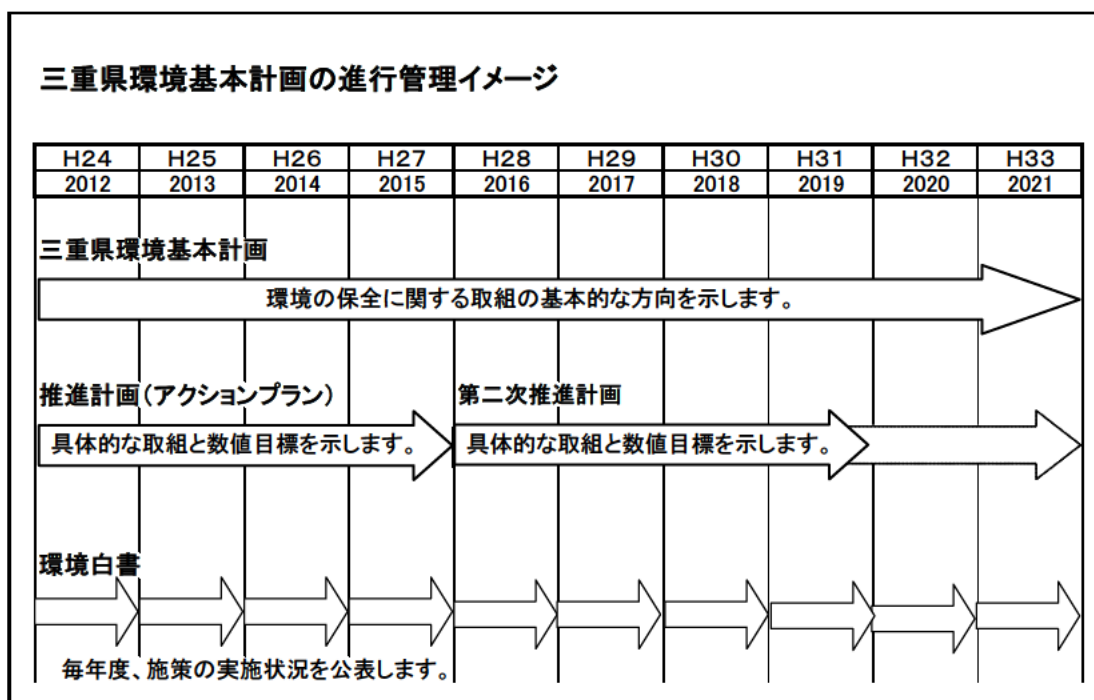 三重県環境基本計画の進行管理イメージ
H24 H25 H26 H27 H28 H29 H30 H31 H32 H33
2012 2013 2014 2015 2016 2017 2018 2019 2020 2021
三重県環境基本計画
環境の保全に関する取組の基本的な方向を示します。
推進計画(アクションプラン) 第二次推進計画
具体的な取組と数値目標を示します。 具体的な取組と数値目標を示します。
環境白書
毎年度、施策の実施状況を公表します。